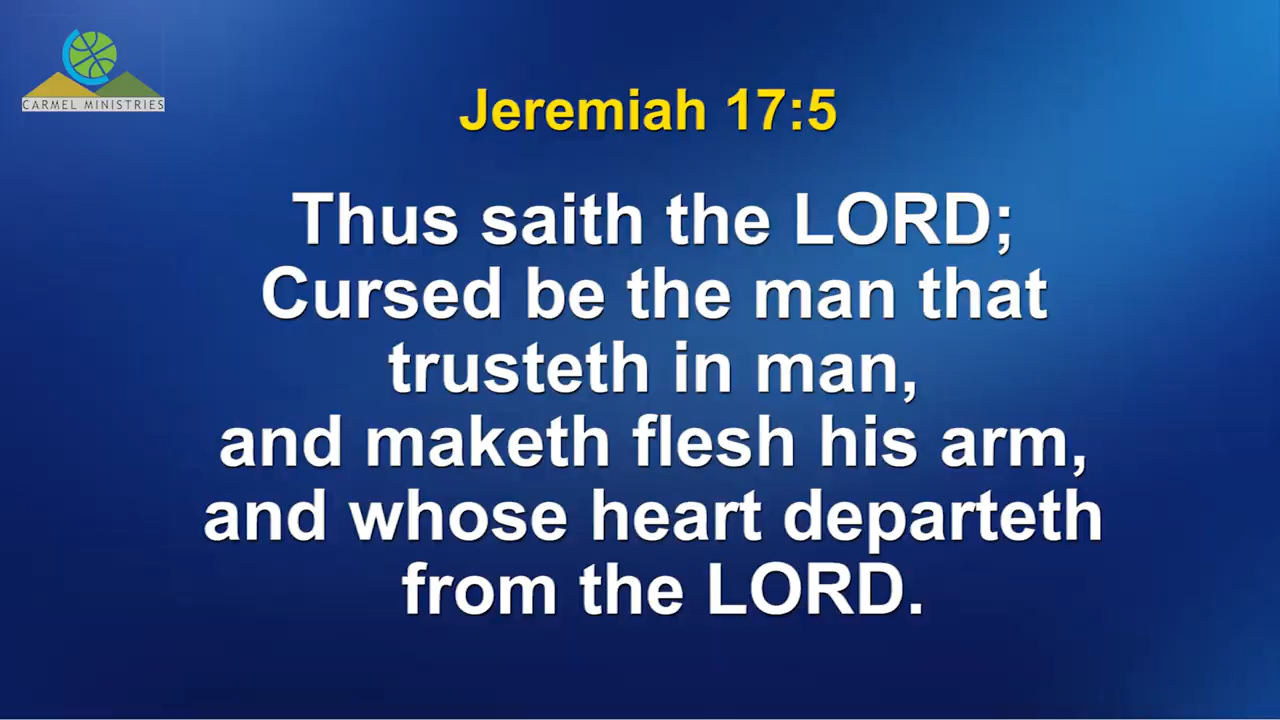 CARMEL MINISTRIES
Jeremiah 17:5
Thus saith the LORD;
Cursed be the man that
trusteth in man,
and maketh flesh his arm,
and whose heart departeth
from the LORD.